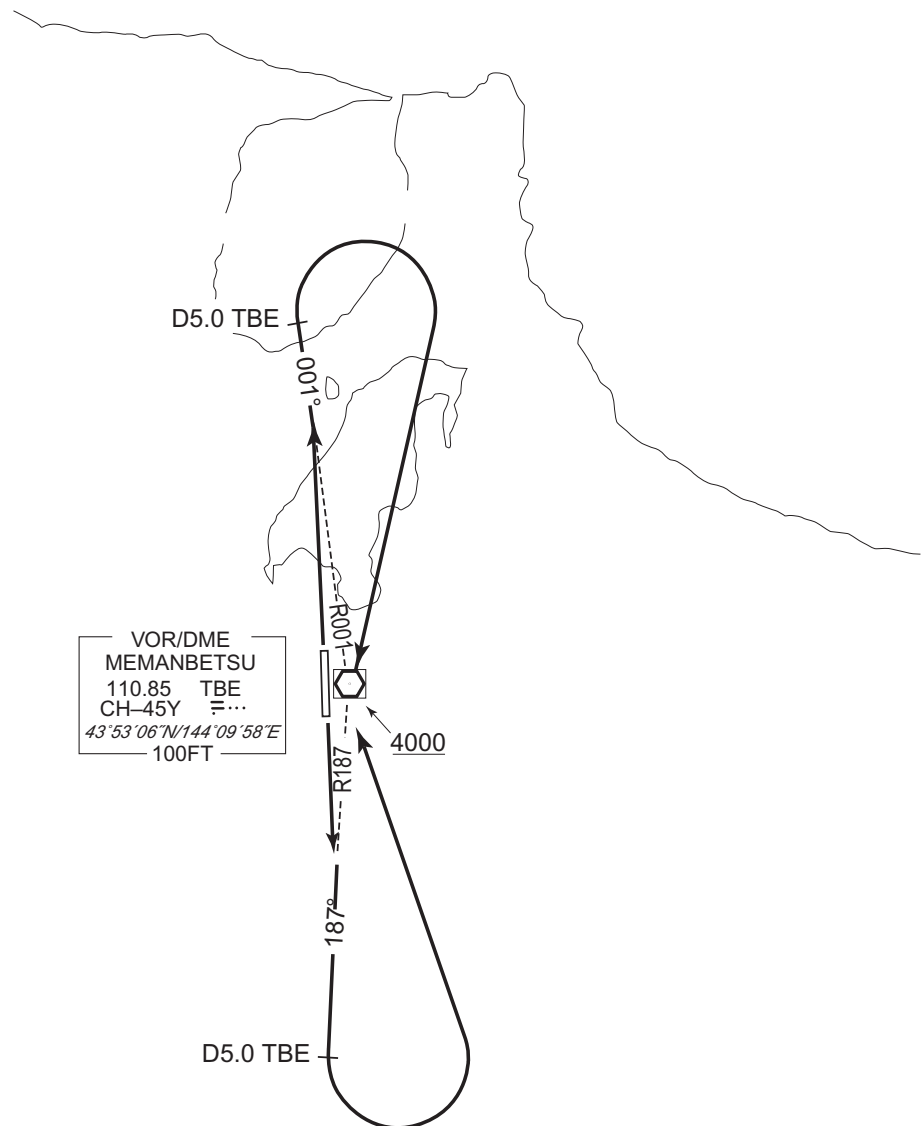 D5.0 TBE
001°
R001
VOR/DME
MEMANBETSU
110.85 TBE
CH–45Y
43°53′06″N/144°09′58″E
100FT
4000
R187
187°
D5.0 TBE